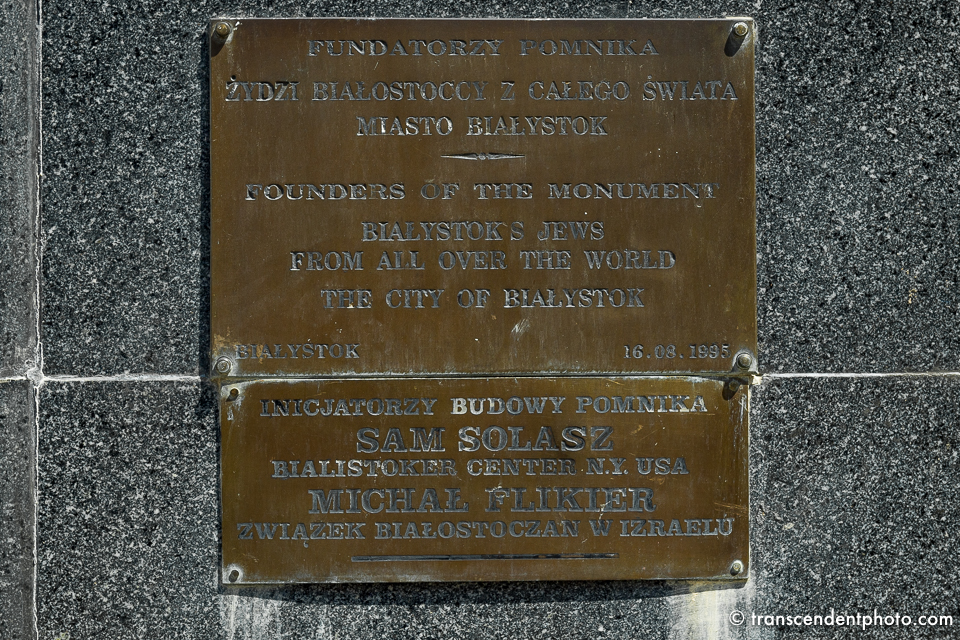 FUNDATORZY POMNIKA
ŻYDZI BIAŁOSTOCCY Z CAŁEGO ŚWIATA
MIASTO BIAŁYSTOK
FOUNDERS OF THE MONUMENT
BIAŁYSTOK'S JEWS
FROM ALL OVER THE WORLD
THE CITY OF BIAŁYSTOK
BIAŁYSTOK 16.08.1995
INICJATORZY BUDOWY POMNIKA
SAM SOLASZ
BIALISTOKER CENTER N.Y. USA
MICHAŁ FLIKIER
ZWIĄZEK BIAŁOSTOCZAN W IZRAELU
© transcendentphoto.com